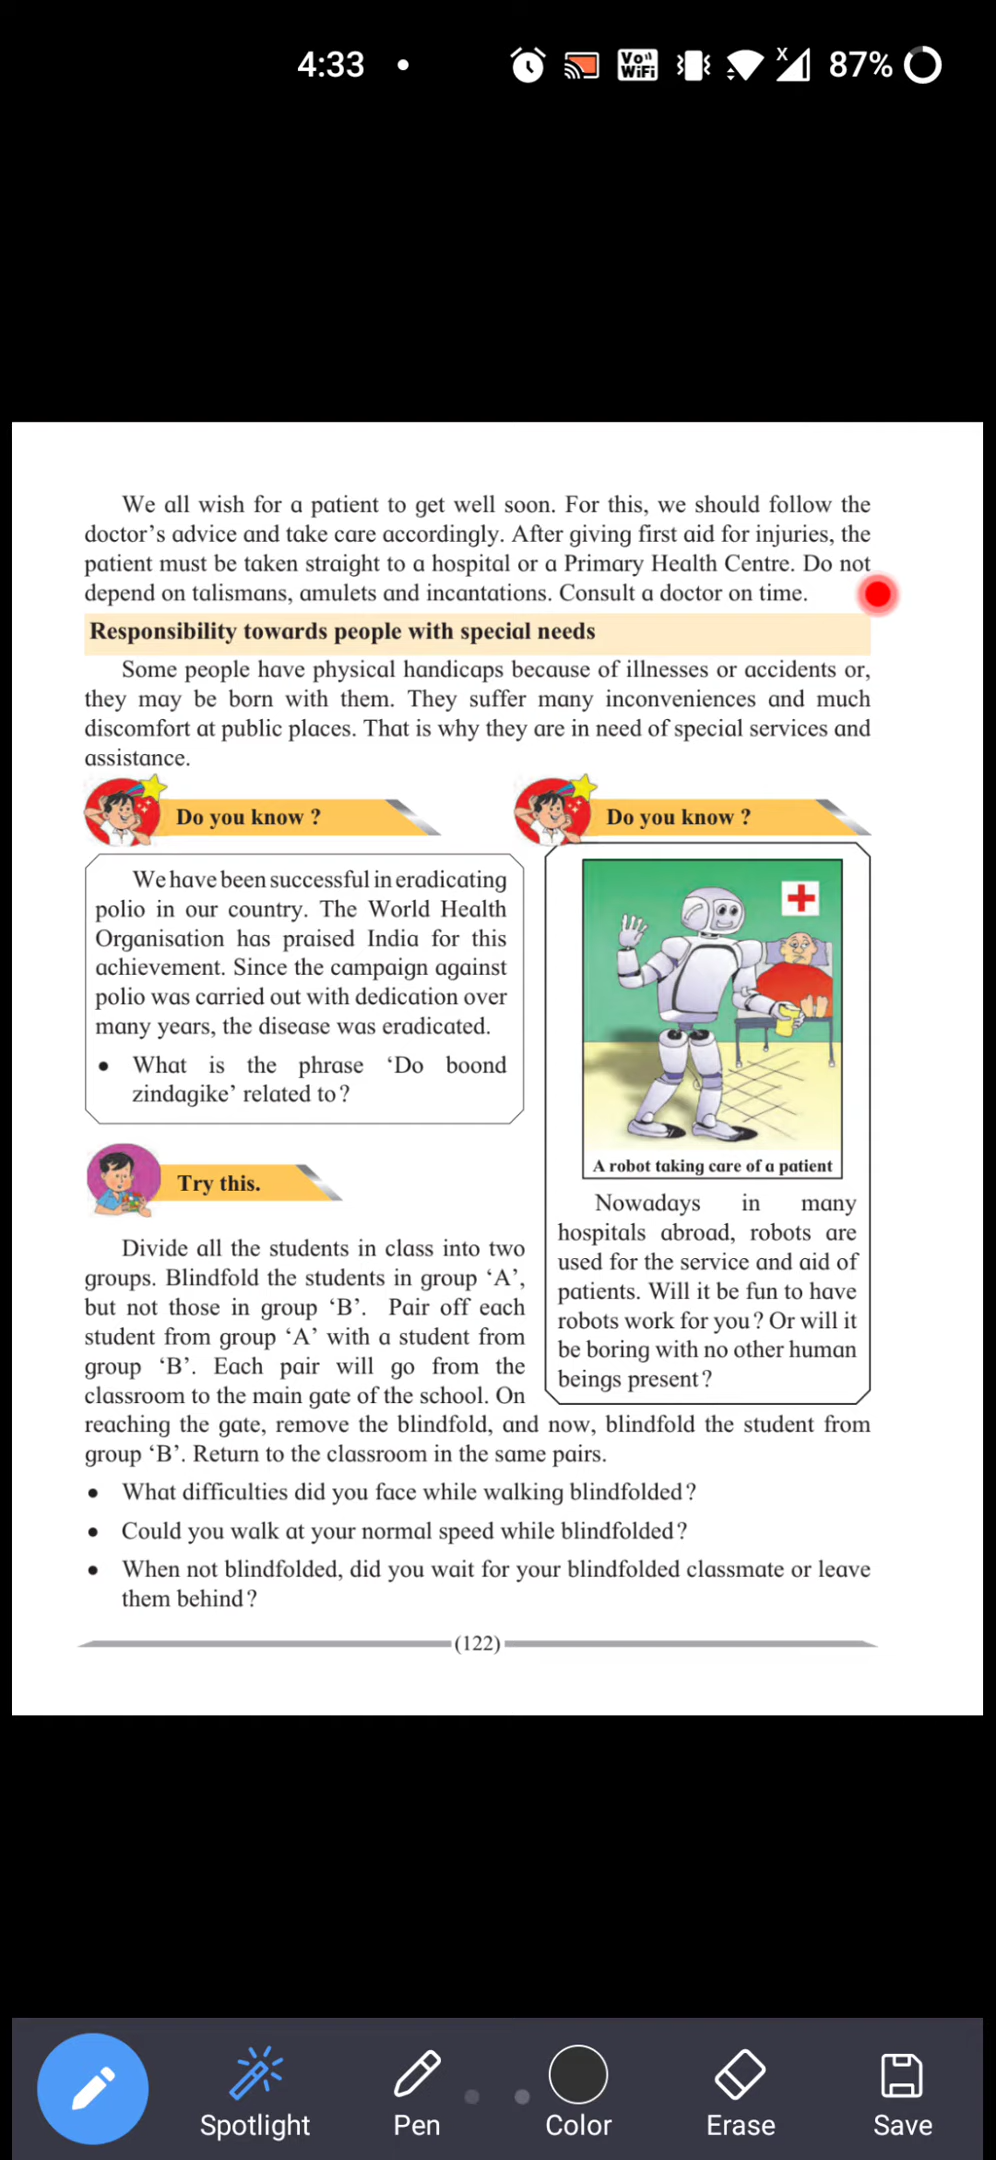 4:33
Vo))
WiFi
X
87%
We all wish for a patient to get well soon. For this, we should follow the
doctor's advice and take care accordingly. After giving first aid for injuries, the
patient must be taken straight to a hospital or a Primary Health Centre. Do not
depend on talismans, amulets and incantations. Consult a doctor on time.
Responsibility towards people with special needs
Some people have physical handicaps because of illnesses or accidents or,
they may be born with them. They suffer many inconveniences and much
discomfort at public places. That is why they are in need of special services and
assistance.
Do you know ?
We have been successful in eradicating
polio in our country. The World Health
Organisation has praised India for this
achievement. Since the campaign against
polio was carried out with dedication over
many years, the disease was eradicated.
• What is the phrase ‘Do boond
zindagike’ related to?
Do you know ?
A robot taking care of a patient
Nowadays in many
hospitals abroad, robots are
used for the service and aid of
patients. Will it be fun to have
robots work for you? Or will it
be boring with no other human
beings present?
Try this.
Divide all the students in class into two
groups. Blindfold the students in group ‘A’,
but not those in group ‘B’. Pair off each
student from group ‘A’ with a student from
group ‘B’. Each pair will go from the
classroom to the main gate of the school. On
reaching the gate, remove the blindfold, and now, blindfold the student from
group ‘B’. Return to the classroom in the same pairs.
• What difficulties did you face while walking blindfolded?
• Could you walk at your normal speed while blindfolded?
• When not blindfolded, did you wait for your blindfolded classmate or leave
them behind?
(122)
Spotlight
Pen
Color
Erase
Save